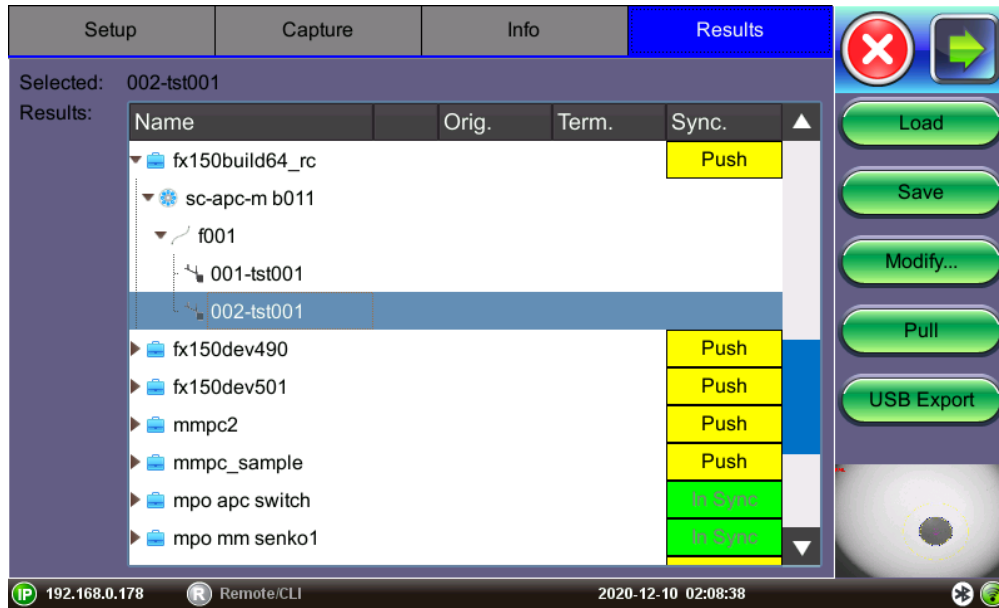 Setup Capture Info Results
Selected: 002-tst001
Results:
Name Orig. Term. Sync.
fx150build64_rc Push
sc-apc-m b011
f001
001-tst001
002-tst001
fx150dev490 Push
fx150dev501 Push
mmpc2 Push
mmpc_sample Push
mpo apc switch In Sync
mpo mm senko1 In Sync
Load
Save
Modify...
Pull
USB Export
IP 192.168.0.178 R Remote/CLI 2020-12-10 02:08:38